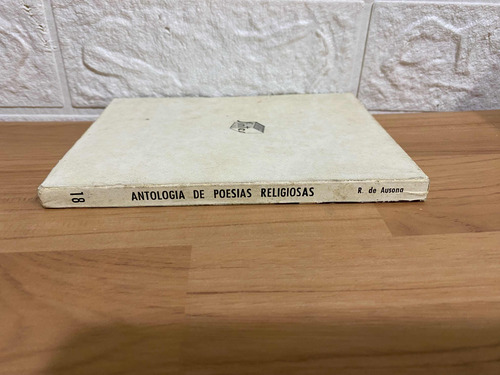 18 ANTOLOGIA DE POESIAS RELIGIOSAS R. de Ausona